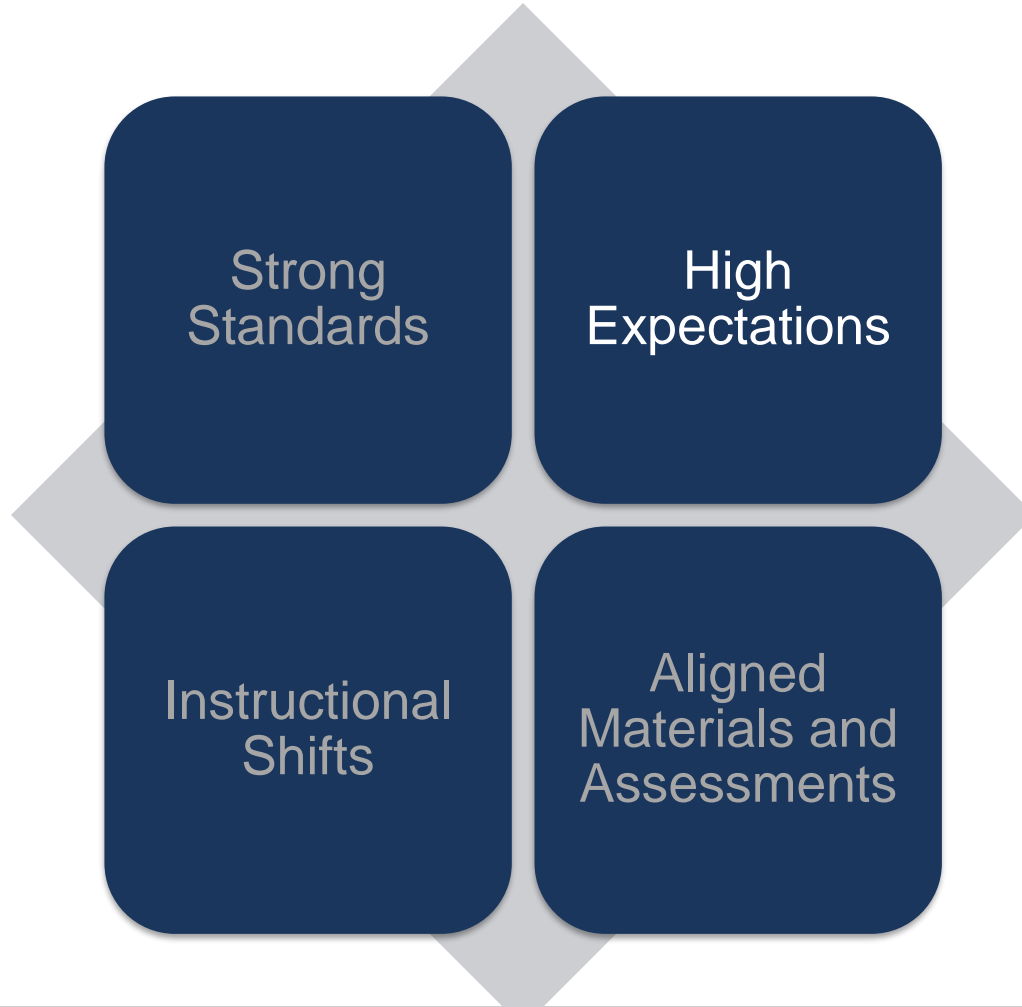 Strong
Standards
High
Expectations
Instructional
Shifts
Aligned
Materials and
Assessments